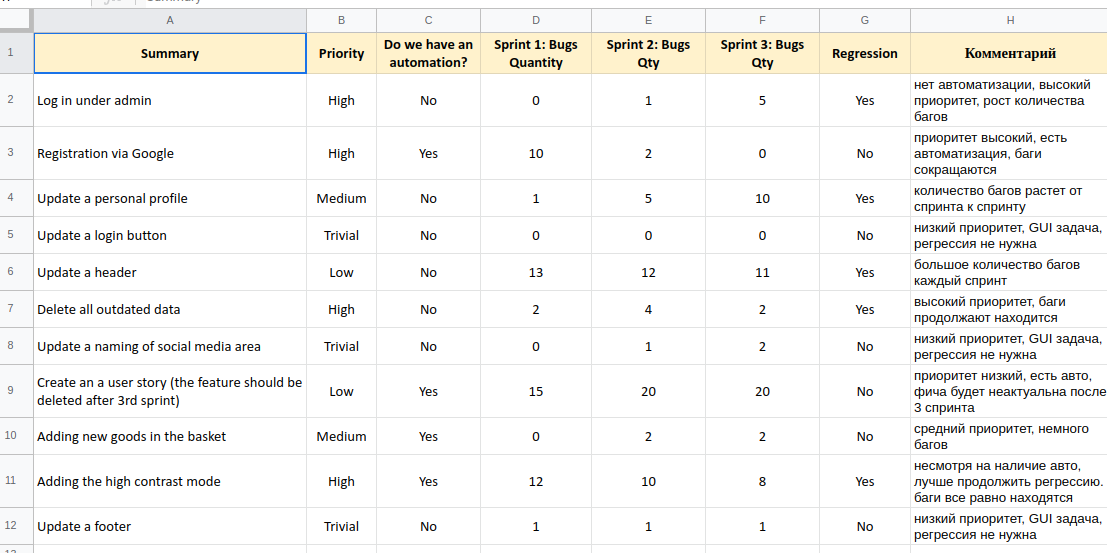 A B C D E F G H
1 Summary Priority Do we have an automation? Sprint 1: Bugs Quantity Sprint 2: Bugs Qty Sprint 3: Bugs Qty Regression Комментарий
2 Log in under admin High No 0 1 5 Yes нет автоматизации, высокий приоритет, рост количества багов
3 Registration via Google High Yes 10 2 0 No приоритет высокий, есть автоматизация, баги сокращаются
4 Update a personal profile Medium No 1 5 10 Yes количество багов растет от спринта к спринту
5 Update a login button Trivial No 0 0 0 No низкий приоритет, GUI задача, регрессия не нужна
6 Update a header Low No 13 12 11 Yes большое количество багов каждый спринт
7 Delete all outdated data High No 2 4 2 Yes высокий приоритет, баги продолжают находится
8 Update a naming of social media area Trivial No 0 1 2 No низкий приоритет, GUI задача, регрессия не нужна
9 Create an a user story (the feature should be deleted after 3rd sprint) Low Yes 15 20 20 No приоритет низкий, есть авто, фича будет неактуальна после 3 спринта
10 Adding new goods in the basket Medium Yes 0 2 2 No средний приоритет, немного багов
11 Adding the high contrast mode High Yes 12 10 8 Yes несмотря на наличие авто, лучше продолжить регрессию. баги все равно находятся
12 Update a footer Trivial No 1 1 1 No низкий приоритет, GUI задача, регрессия не нужна